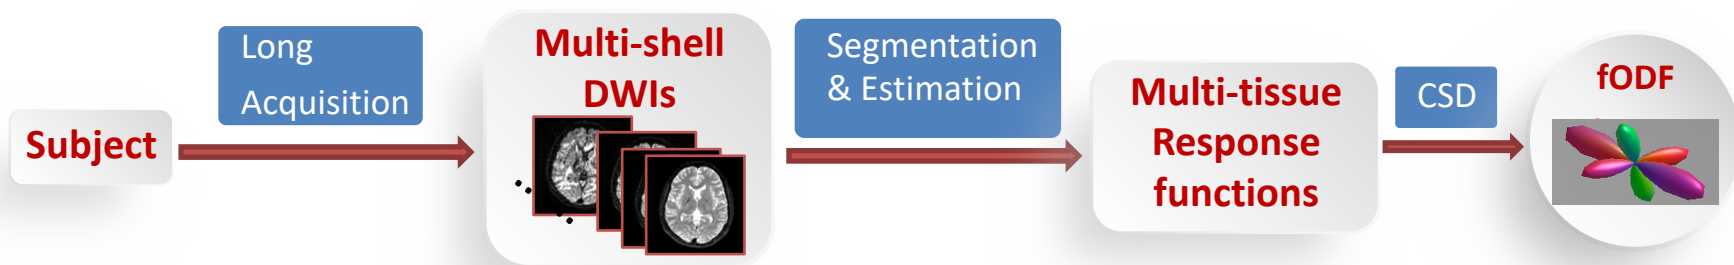 Subject
Long
Acquisition
Multi-shell
DWIs
Segmentation
& Estimation
Multi-tissue
Response
functions
CSD
fODF